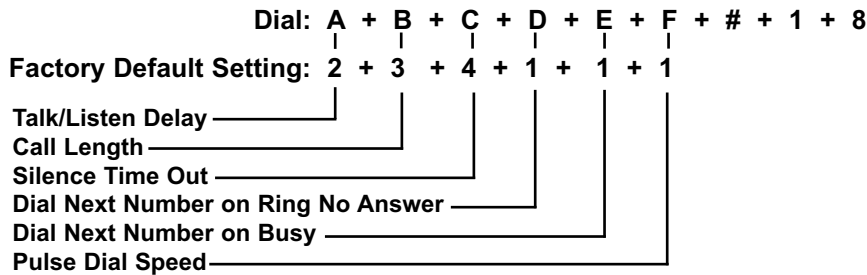 Dial: A + B + C + D + E + F + # + 1 + 8
Factory Default Setting: 2 + 3 + 4 + 1 + 1 + 1
Talk/Listen Delay
Call Length
Silence Time Out
Dial Next Number on Ring No Answer
Dial Next Number on Busy
Pulse Dial Speed